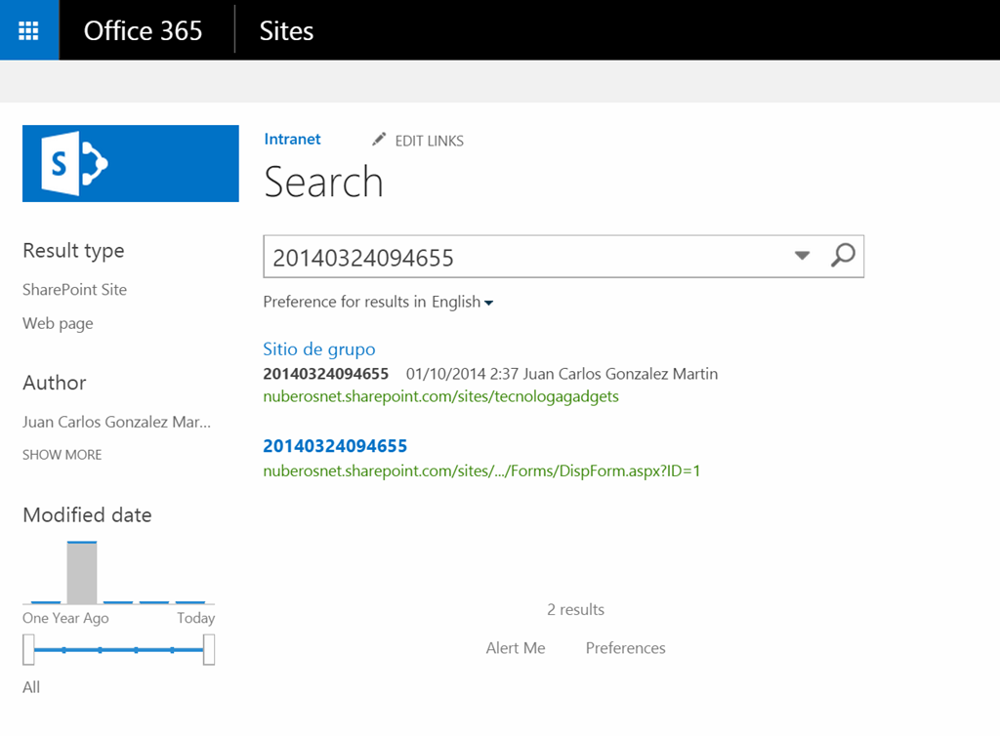 Office 365
Sites
S
Intranet
EDIT LINKS
Search
20140324094655
Preference for results in English
Result type
SharePoint Site
Web page
Author
Juan Carlos Gonzalez Mar...
SHOW MORE
Modified date
One Year Ago
Today
All
Sitio de grupo
20140324094655 01/10/2014 2:37 Juan Carlos Gonzalez Martin
nuberosnet.sharepoint.com/sites/tecnologagadgets
20140324094655
nuberosnet.sharepoint.com/sites/.../Forms/DispForm.aspx?ID=1
2 results
Alert Me
Preferences